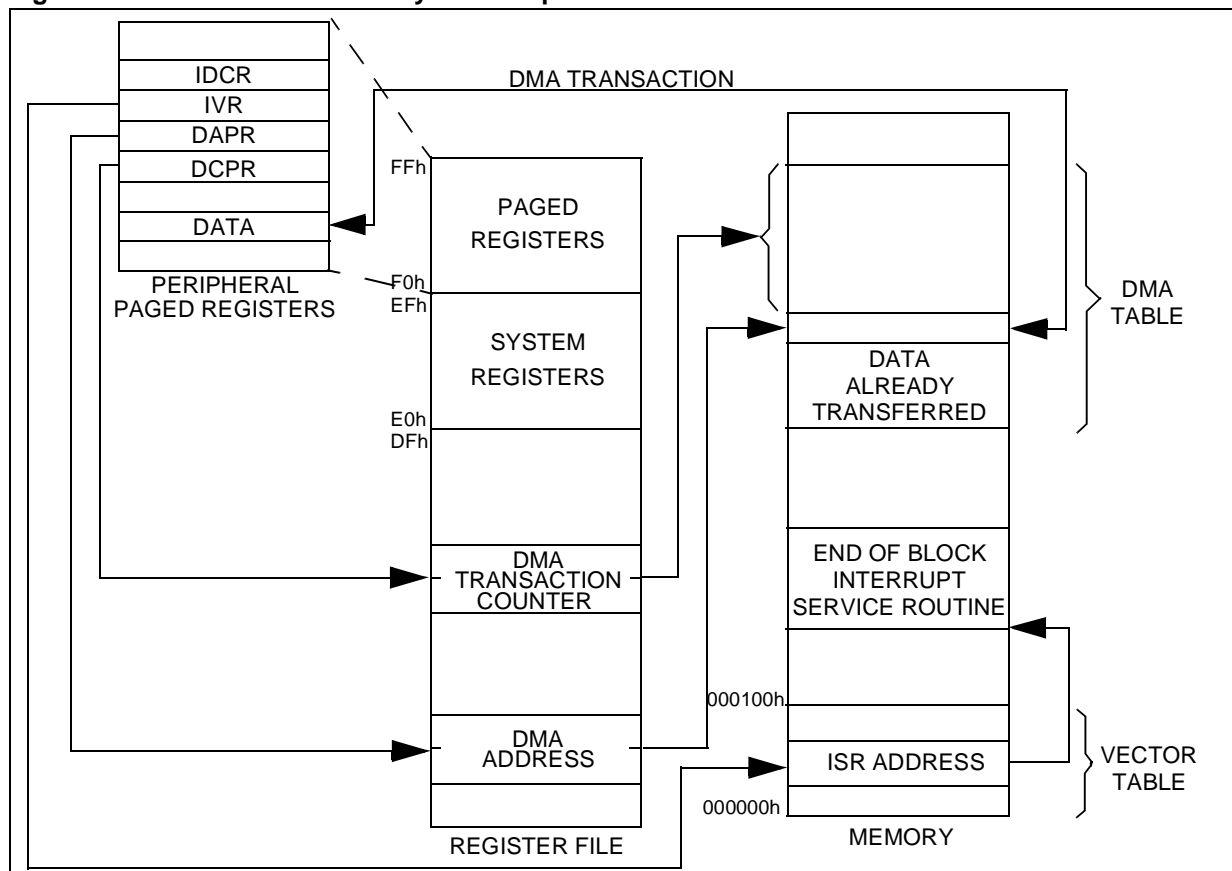 IDCR
IVR
DAPR
DCPR
DATA
PERIPHERAL
PAGED REGISTERS
DMA TRANSACTION
FFh
PAGED
REGISTERS
F0h
EFh
SYSTEM
REGISTERS
E0h
DFh
DMA
TRANSACTION
COUNTER
DMA
ADDRESS
REGISTER FILE
DATA
ALREADY
TRANSFERRED
END OF BLOCK
INTERRUPT
SERVICE ROUTINE
000100h
ISR ADDRESS
000000h
MEMORY
DMA
TABLE
VECTOR
TABLE